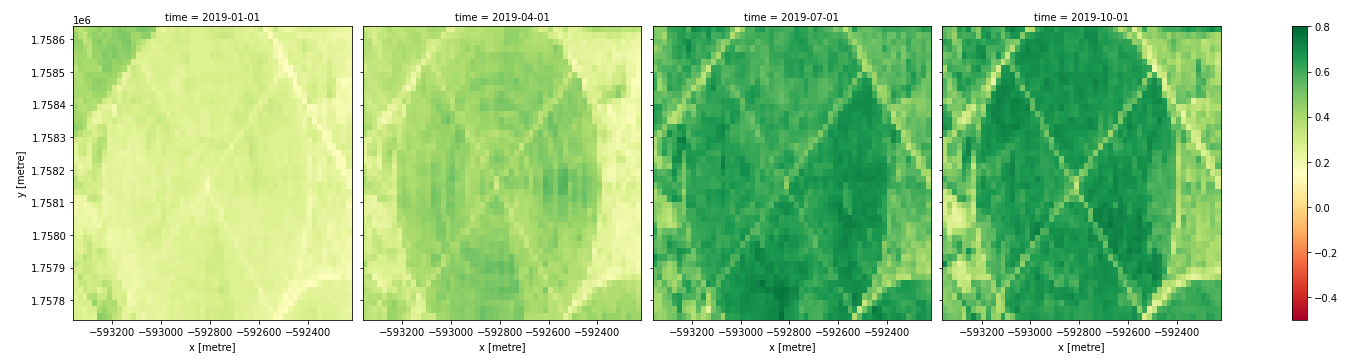 time = 2019-01-01
time = 2019-04-01
time = 2019-07-01
time = 2019-10-01
1e6
1.7586
1.7585
1.7584
1.7583
1.7582
1.7581
1.7580
1.7579
1.7578
y [metre]
−593200 −593000 −592800 −592600 −592400
−593200 −593000 −592800 −592600 −592400
−593200 −593000 −592800 −592600 −592400
−593200 −593000 −592800 −592600 −592400
x [metre]
x [metre]
x [metre]
x [metre]
0.8
0.6
0.4
0.2
0.0
−0.2
−0.4